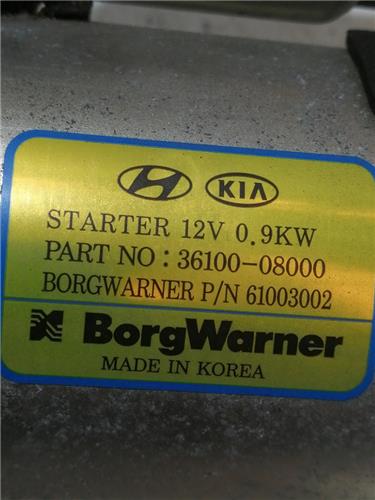 KIA
STARTER 12V 0.9KW
PART NO : 36100-08000
BORGWARNER P/N 61003002
BorgWarner
MADE IN KOREA